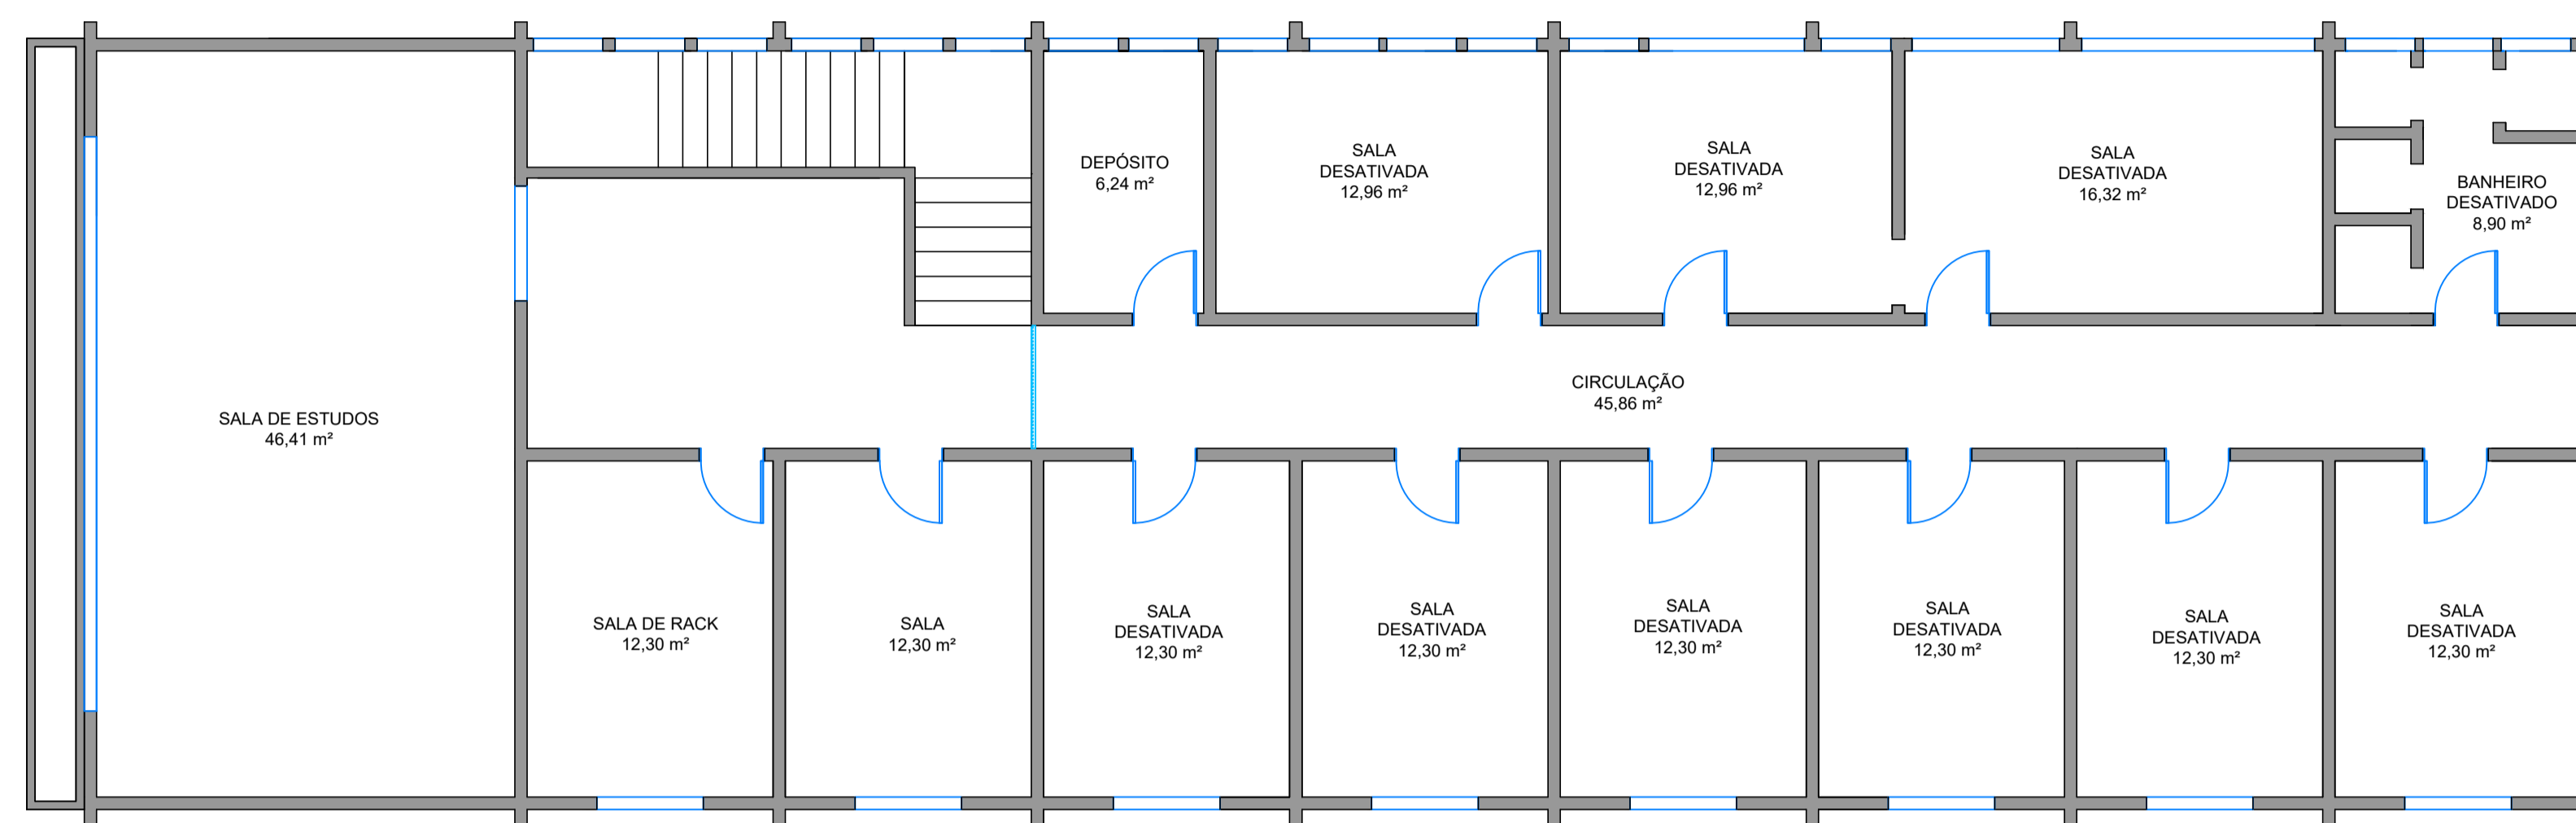 DEPÓSITO
6,24 m²
SALA
DESATIVADA
12,96 m²
SALA
DESATIVADA
12,96 m²
SALA
DESATIVADA
16,32 m²
BANHEIRO
DESATIVADO
8,90 m²
CIRCULAÇÃO
45,86 m²
SALA DE ESTUDOS
46,41 m²
SALA DE RACK
12,30 m²
SALA
12,30 m²
SALA
DESATIVADA
12,30 m²
SALA
DESATIVADA
12,30 m²
SALA
DESATIVADA
12,30 m²
SALA
DESATIVADA
12,30 m²
SALA
DESATIVADA
12,30 m²
SALA
DESATIVADA
12,30 m²